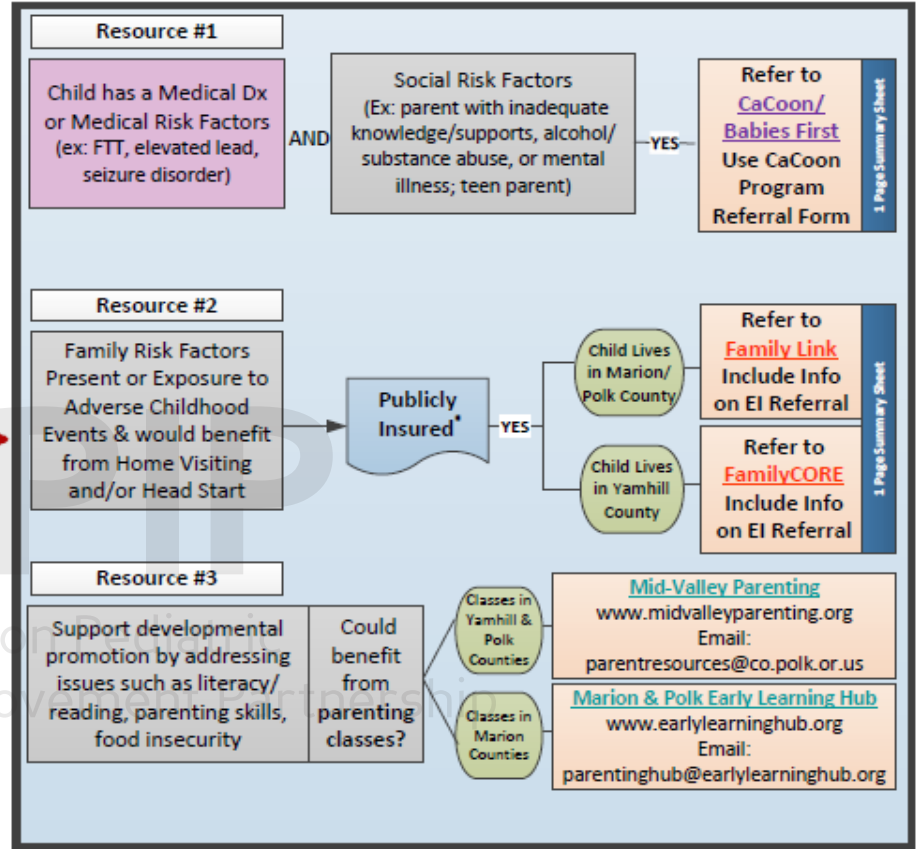 Resource #1
Child has a Medical Dx
or Medical Risk Factors
(ex: FTT, elevated lead,
seizure disorder)
AND
Social Risk Factors
(Ex: parent with inadequate
knowledge/supports, alcohol/
substance abuse, or mental
illness; teen parent)
YES
Refer to
CaCoon/
Babies First
Use CaCoon
Program
Referral Form
1 Page Summary Sheet
Resource #2
Family Risk Factors
Present or Exposure to
Adverse Childhood
Events & would benefit
from Home Visiting
and/or Head Start
Publicly
Insured*
YES
Child Lives
in Marion/
Polk County
Refer to
Family Link
Include Info
on EI Referral
Child Lives
in Yamhill
County
Refer to
FamilyCORE
Include Info
on EI Referral
1 Page Summary Sheet
Resource #3
Support developmental
promotion by addressing
issues such as literacy/
reading, parenting skills,
food insecurity
Could
benefit
from
parenting
classes?
Classes in
Yamhill &
Polk
Counties
Mid-Valley Parenting
www.midvalleyparenting.org
Email:
parentresources@co.polk.or.us
Classes in
Marion
Counties
Marion & Polk Early Learning Hub
www.earlylearninghub.org
Email:
parentinghub@earlylearninghub.org
PIP